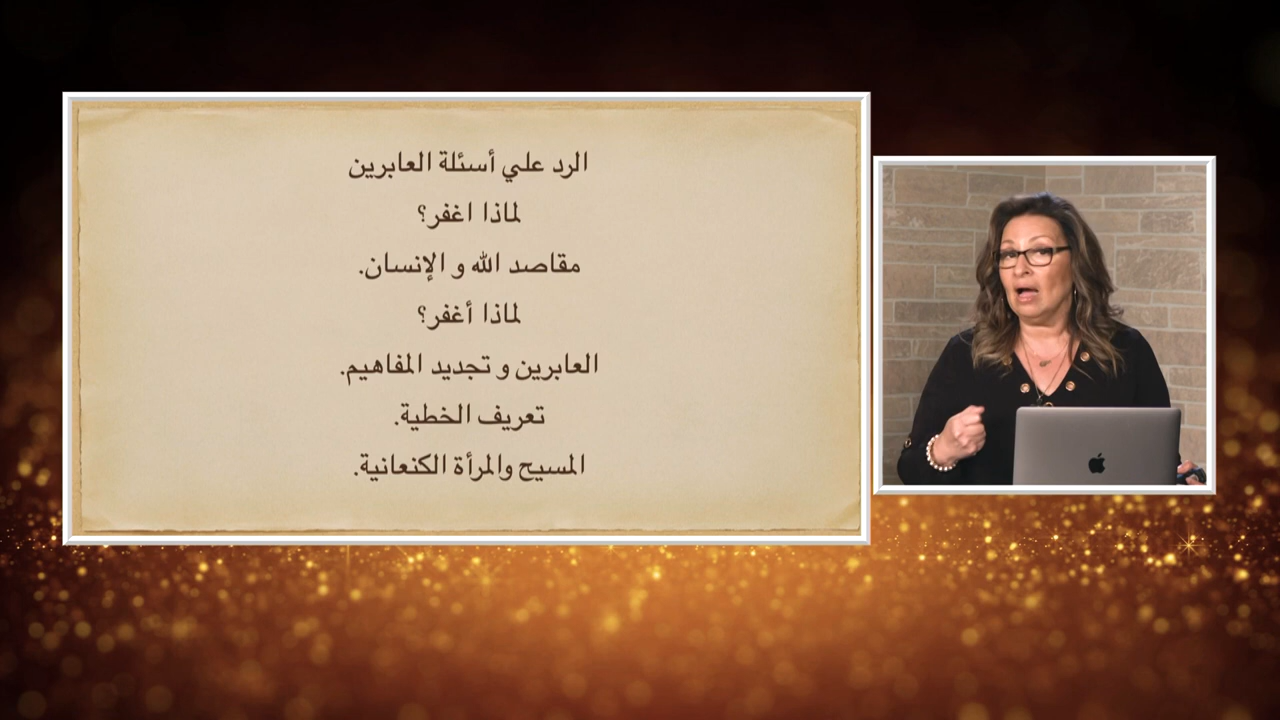 الرد علي أسئلة العابرين
لماذا اغفر؟
مقاصد الله و الإنسان.
لماذا أغفر؟
العابرين و تجديد المفاهيم.
تعريف الخطية.
المسيح والمرأة الكنعانية.